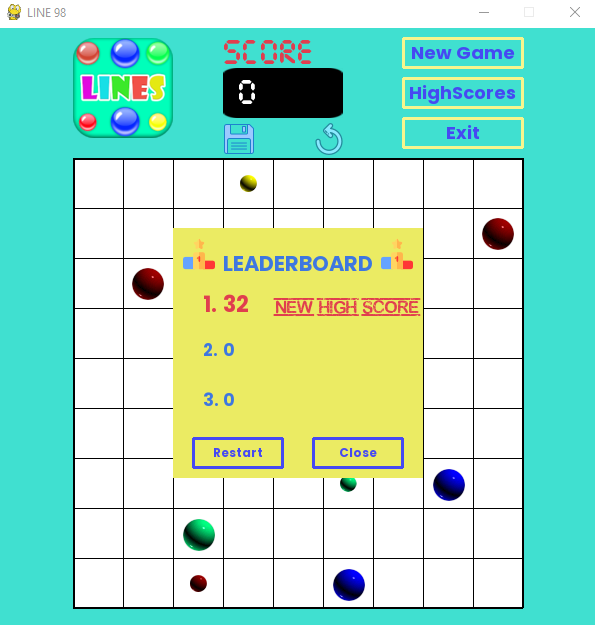 LINE 98
SCORE
New Game
LINES
0
HighScores
Exit
LEADERBOARD
1. 32 NEW HIGH SCORE
2. 0
3. 0
Restart Close